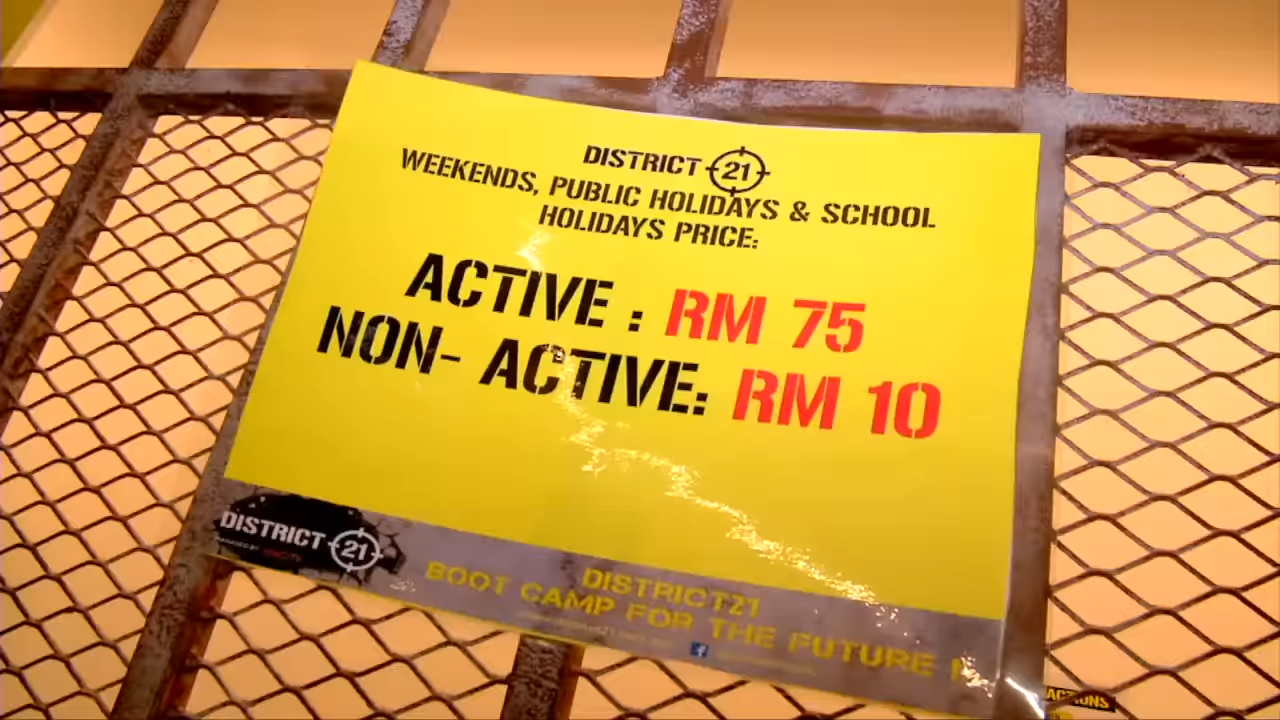 DISTRICT 21
WEEKENDS, PUBLIC HOLIDAYS & SCHOOL
HOLIDAYS PRICE:
ACTIVE : RM 75
NON- ACTIVE: RM 10
DISTRICT 21
DISTRICT21
BOOT CAMP FOR THE FUTURE